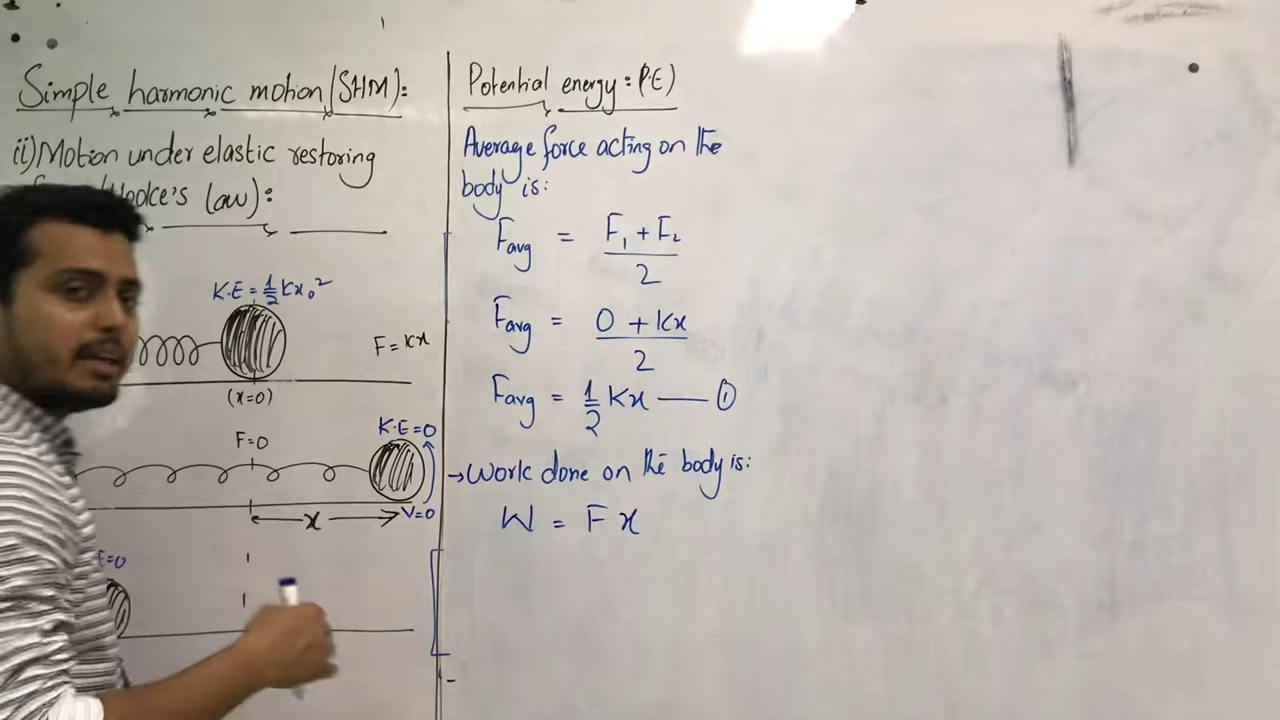 Simple harmonic motion (SHM):
ii) Motion under elastic restoring
Law):
K.E = 1/2 Kx₀²
F = Kx
(x=0)
F=0
K.E=0
x
V=0
E=0
Potential energy: P.E)
Average force acting on the
body is:
Favg = F₁ + F₂ / 2
Favg = 0 + Kx / 2
Favg = 1/2 Kx — ①
→ Work done on the body is:
W = F x